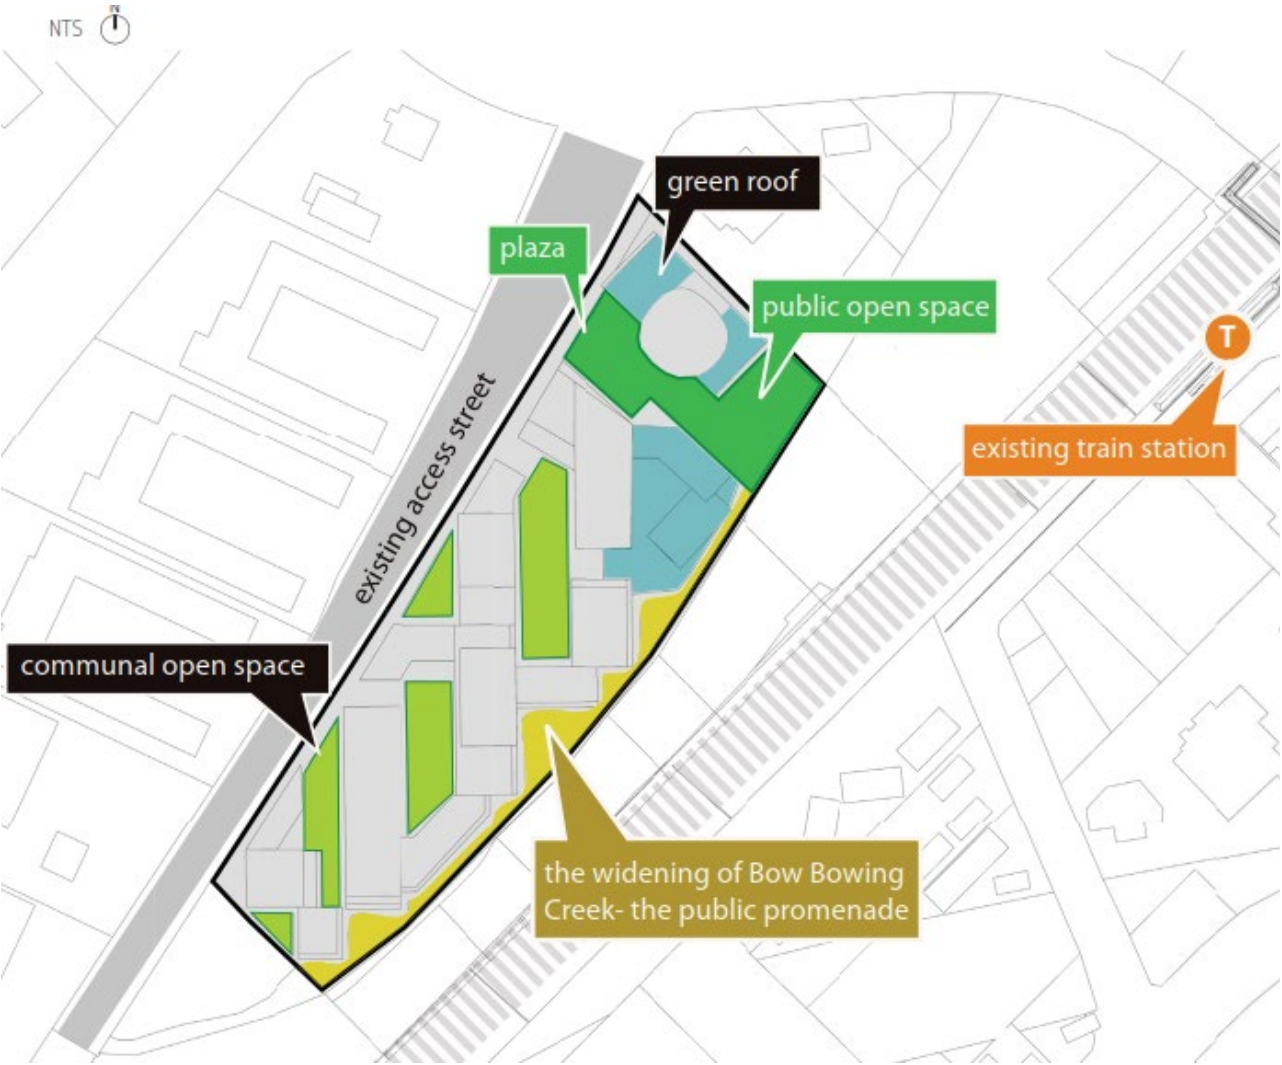 N
NTS
green roof
plaza
public open space
T
existing train station
existing access street
communal open space
the widening of Bow Bowing
Creek- the public promenade